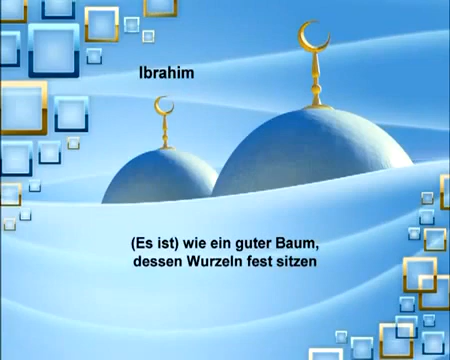 Ibrahim
(Es ist) wie ein guter Baum,
dessen Wurzeln fest sitzen